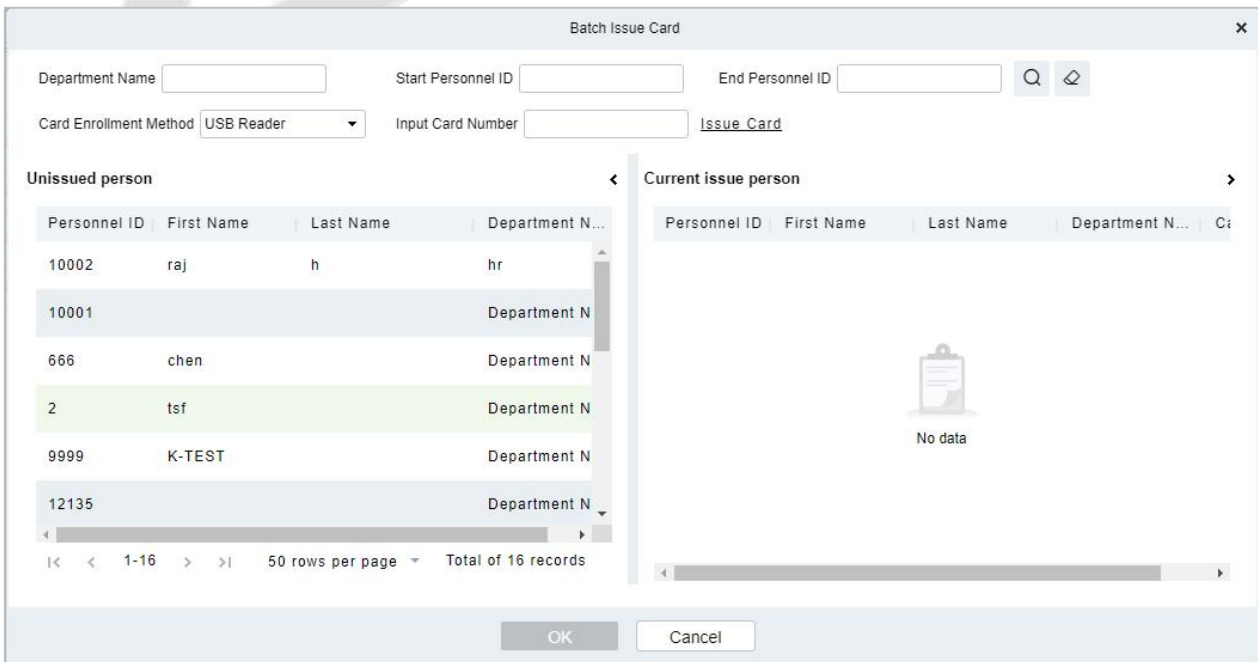 Batch Issue Card
Department Name Start Personnel ID End Personnel ID
Card Enrollment Method USB Reader Input Card Number Issue Card
Unissued person
Personnel ID First Name Last Name Department N...
10002 raj h hr
10001 Department N
666 chen Department N
2 tsf Department N
9999 K-TEST Department N
12135 Department N
1-16 50 rows per page Total of 16 records
Current issue person
Personnel ID First Name Last Name Department N... Ca
No data
OK Cancel